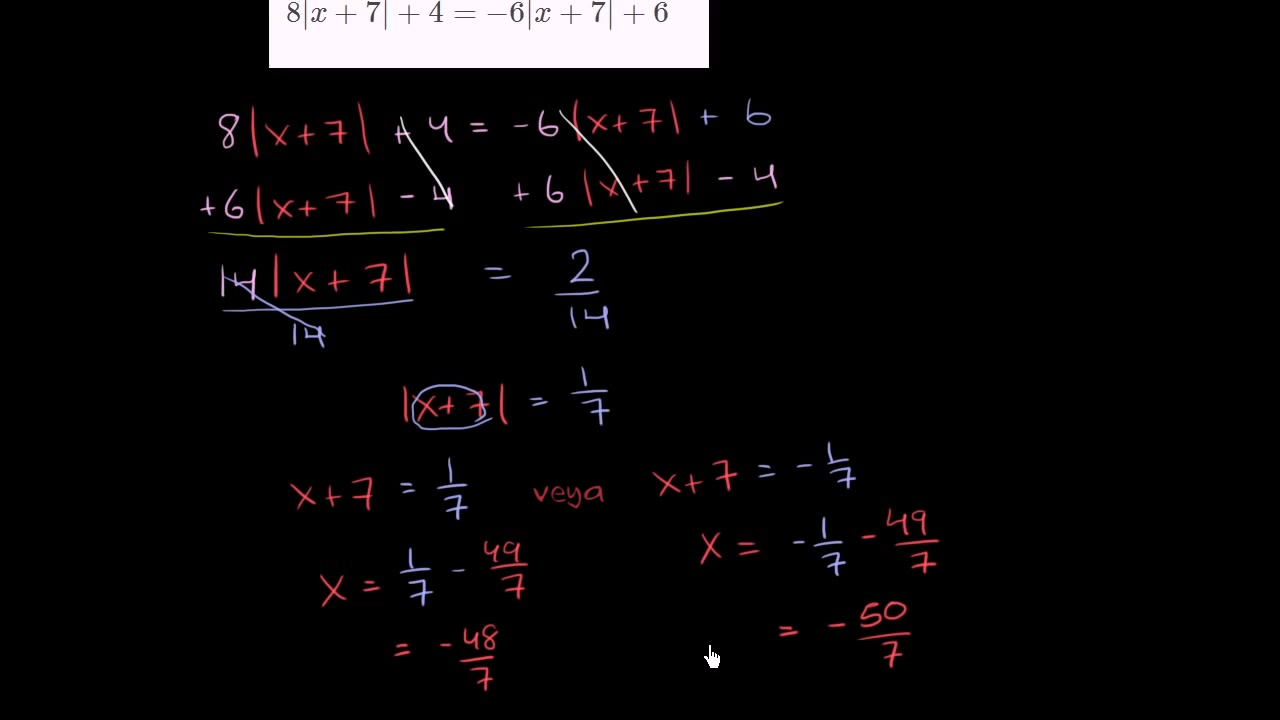 8|x + 7| + 4 = −6|x + 7| + 6
8|x+7| + 4 = -6|x+7| + 6
+6|x+7| - 4 +6|x+7| - 4
14|x+7| = 2
14 14
|x+7| = 1/7
x+7 = 1/7 veya x+7 = -1/7
x = 1/7 - 49/7 x = -1/7 - 49/7
= -48/7 = -50/7